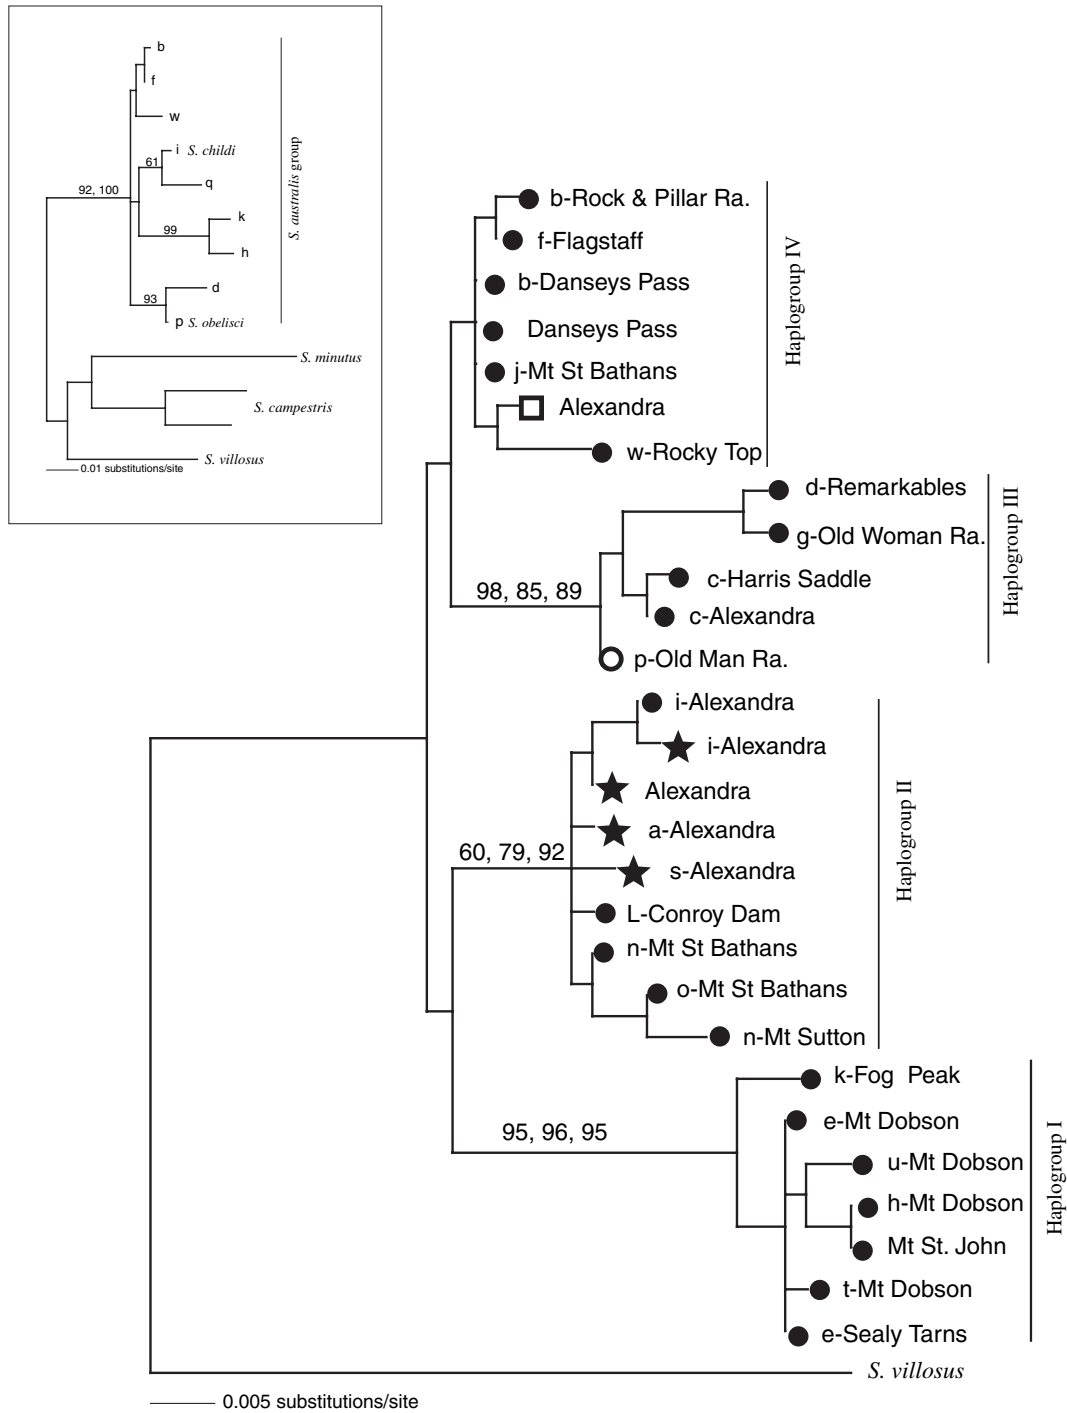 b
f
w
i S. childi
61
q
92, 100
k
99
h
d
93
p S. obelisci
S. australis group
S. minutus
S. campestris
S. villosus
0.01 substitutions/site
b-Rock & Pillar Ra.
f-Flagstaff
b-Danseys Pass
Danseys Pass
j-Mt St Bathans
Alexandra
w-Rocky Top
Haplogroup IV
d-Remarkables
g-Old Woman Ra.
98, 85, 89
c-Harris Saddle
c-Alexandra
p-Old Man Ra.
Haplogroup III
i-Alexandra
i-Alexandra
Alexandra
a-Alexandra
60, 79, 92
s-Alexandra
L-Conroy Dam
n-Mt St Bathans
o-Mt St Bathans
n-Mt Sutton
Haplogroup II
k-Fog Peak
e-Mt Dobson
95, 96, 95
u-Mt Dobson
h-Mt Dobson
Mt St. John
t-Mt Dobson
e-Sealy Tarns
Haplogroup I
S. villosus
0.005 substitutions/site